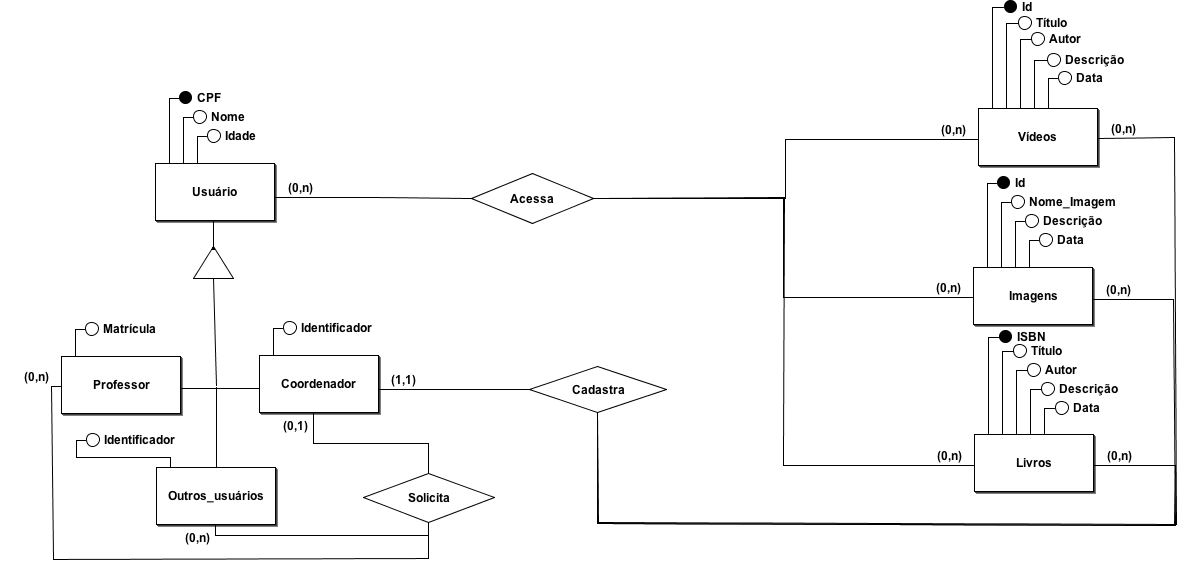 Id
Título
Autor
Descrição
Data
(0,n)
Vídeos
(0,n)
CPF
Nome
Idade
Usuário
(0,n)
Acessa
Id
Nome_Imagem
Descrição
Data
(0,n)
Imagens
(0,n)
Matrícula
Identificador
(0,n)
Professor
Coordenador
(1,1)
Cadastra
(0,1)
ISBN
Título
Autor
Descrição
Data
(0,n)
Livros
(0,n)
Identificador
Outros_usuários
(0,n)
Solicita